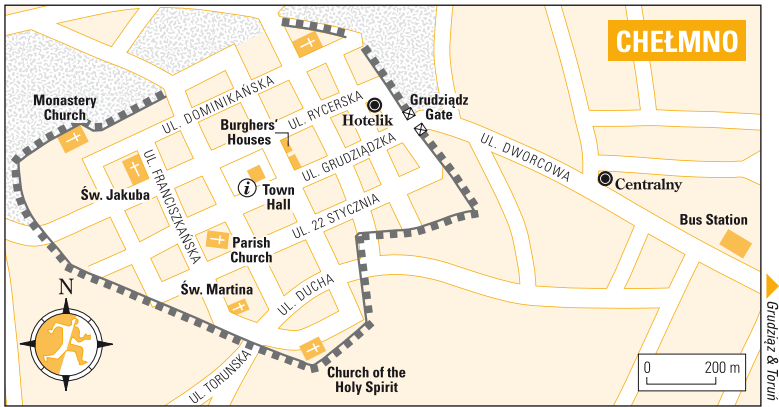 CHEŁMNO
Monastery
Church
UL. DOMINIKAŃSKA
UL. RYCERSKA
Hotelik
Grudziądz
Gate
Burghers'
Houses
UL. GRUDZIĄDZKA
UL. DWORCOWA
Centralny
Bus Station
Św. Jakuba
UL. FRANCISZKAŃSKA
i
Town
Hall
UL. 22 STYCZNIA
Parish
Church
Św. Martina
UL. DUCHA
N
UL. TORUŃSKA
Church of the
Holy Spirit
0 200 m
Grudzięz & Toruń